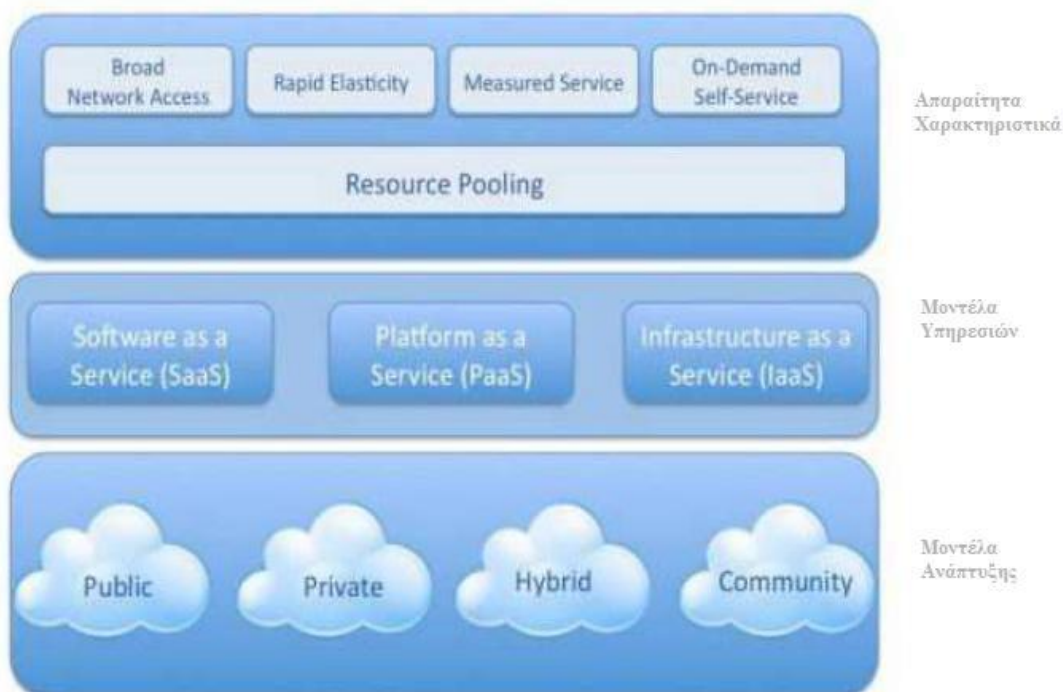 Broad
Network Access
Rapid Elasticity
Measured Service
On-Demand
Self-Service
Resource Pooling
Απαραίτητα
Χαρακτηριστικά
Software as a
Service (SaaS)
Platform as a
Service (PaaS)
Infrastructure as a
Service (IaaS)
Μοντέλα
Υπηρεσιών
Public
Private
Hybrid
Community
Μοντέλα
Ανάπτυξης